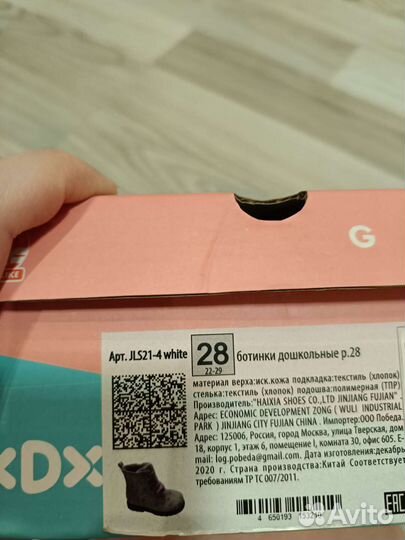 G
KE
Арт. JLS21-4 white
28
22-29
ботинки дошкольные р.28
материал верха:иск.кожа подкладка:текстиль (хлопок)
стелька:текстиль (хлопок) подошва:полимерная (ТПР)
Производитель:"HAIXIA SHOES CO.,LTD JINJIANG FUJIAN".
Адрес: ECONOMIC DEVELOPMENT ZONG ( WULI INDUSTRIAL
PARK ) JINJIANG CITY FUJIAN CHINA . Импортер:ООО "Победа.
Адрес: 125006, Россия, город Москва, улица Тверская, дом
18, корпус 1, этаж 6, помещение I, комната 30, офис 605. E-
mail: log.pobeda@gmail.com. Дата изготовления:декабрь
2020 г. Страна производства:Китай Соответствует
требованиям ТР ТС 007/2011.
xDx
4 650193
EAC
Avito